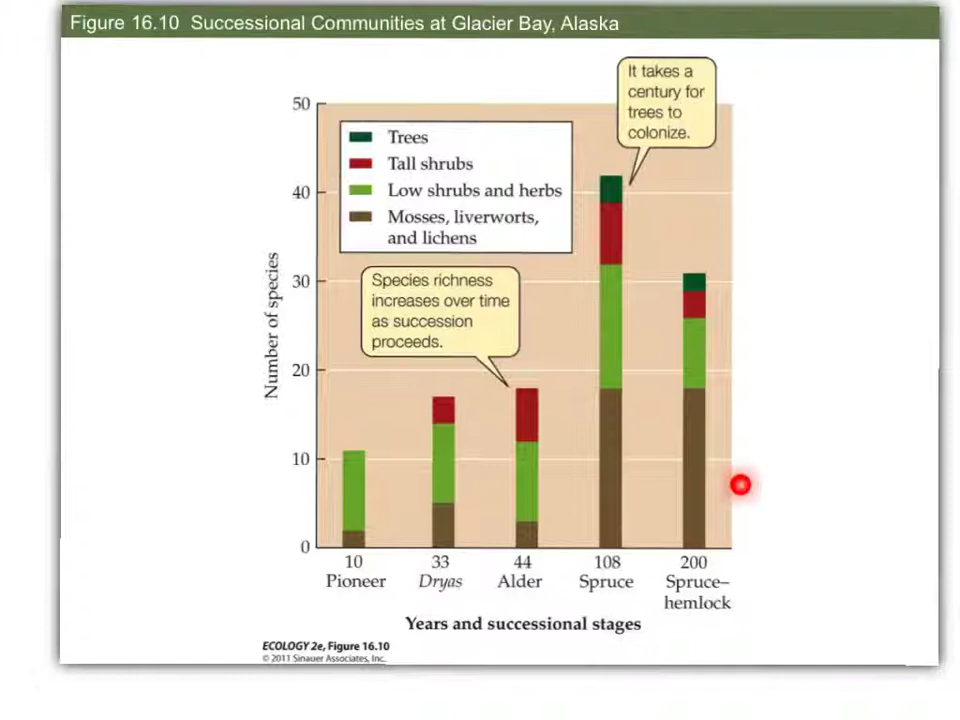 Figure 16.10 Successional Communities at Glacier Bay, Alaska
It takes a
century for
trees to
colonize.
50
40
30
20
10
0
Number of species
Trees
Tall shrubs
Low shrubs and herbs
Mosses, liverworts,
and lichens
Species richness
increases over time
as succession
proceeds.
10 33 44 108 200
Pioneer Dryas Alder Spruce Spruce–
hemlock
Years and successional stages
ECOLOGY 2e, Figure 16.10
© 2011 Sinauer Associates, Inc.